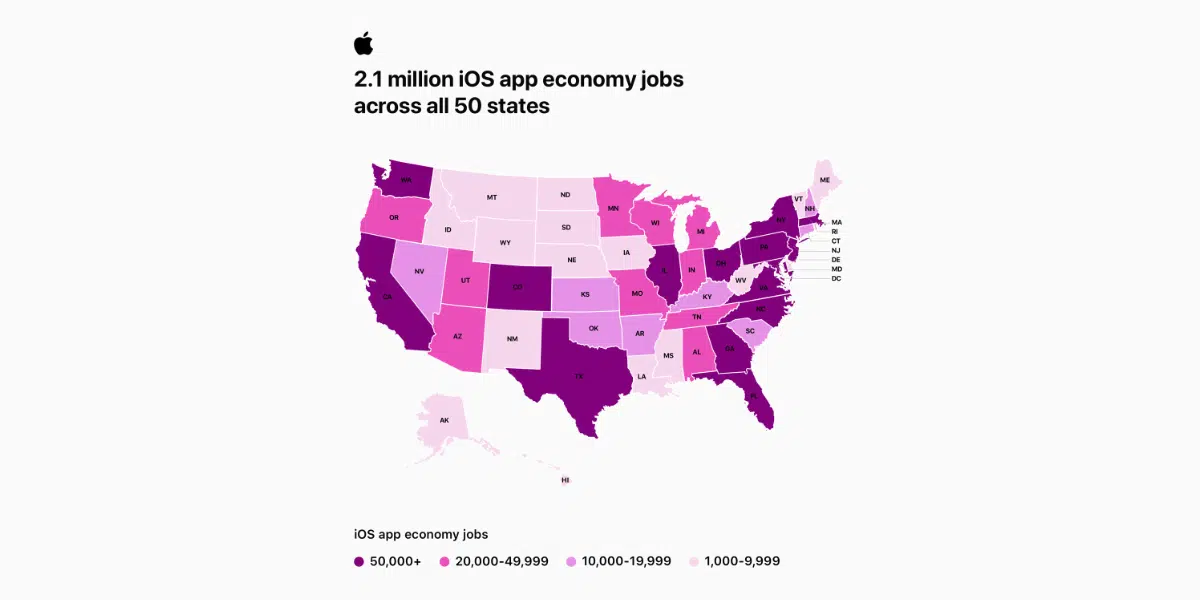 2.1 million iOS app economy jobs
across all 50 states
WA
MT
ND
MN
ME
VT
NH
OR
ID
SD
WI
MI
NY
MA
RI
CT
NJ
DE
MD
DC
WY
IA
NE
PA
NV
UT
CO
IL
IN
OH
WV
VA
CA
KS
MO
KY
NC
AZ
NM
OK
AR
TN
SC
MS
AL
GA
TX
LA
FL
AK
HI
iOS app economy jobs
50,000+
20,000-49,999
10,000-19,999
1,000-9,999